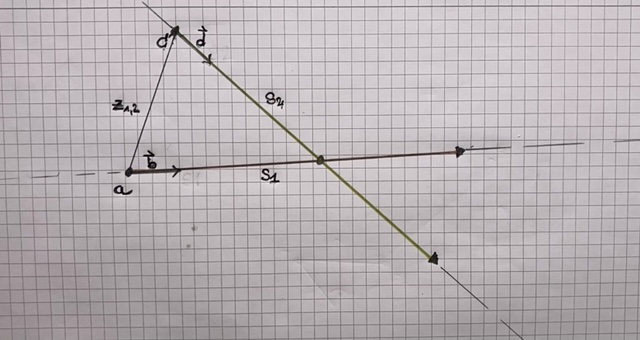 d
d⃗
S₂
z₁,₂
b⃗
S₁
a